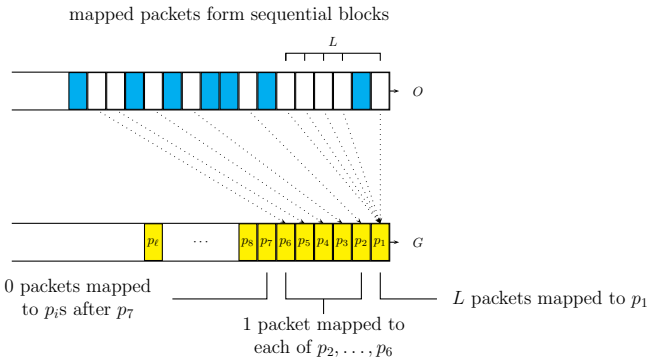 mapped packets form sequential blocks
L
O
pℓ ⋯ p₈ p₇ p₆ p₅ p₄ p₃ p₂ p₁ G
0 packets mapped
to pᵢs after p₇
1 packet mapped to
each of p₂, . . . , p₆
L packets mapped to p₁